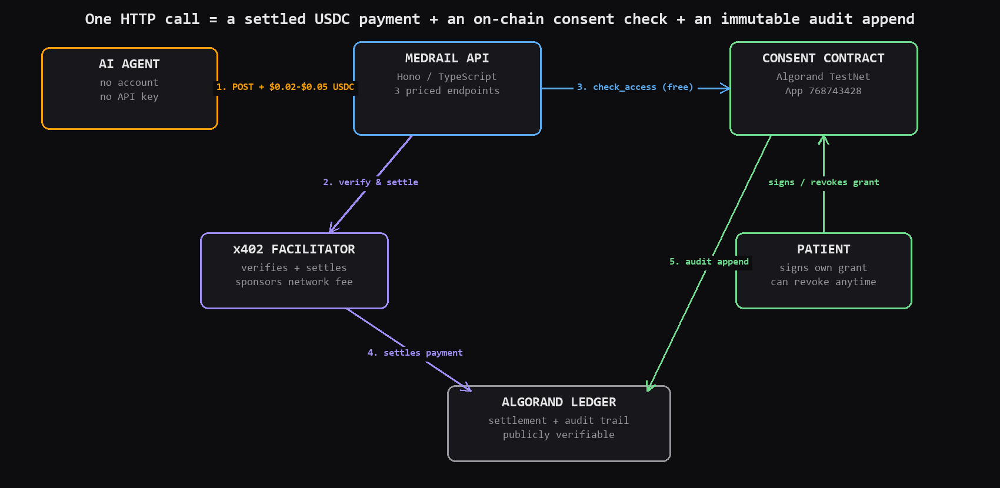 One HTTP call = a settled USDC payment + an on-chain consent check + an immutable audit append
AI AGENT
no account
no API key
1. POST + $0.02-$0.05 USDC
MEDRAIL API
Hono / TypeScript
3 priced endpoints
3. check_access (free)
CONSENT CONTRACT
Algorand TestNet
App 768743428
2. verify & settle
signs / revokes grant
x402 FACILITATOR
verifies + settles
sponsors network fee
5. audit append
PATIENT
signs own grant
can revoke anytime
4. settles payment
ALGORAND LEDGER
settlement + audit trail
publicly verifiable